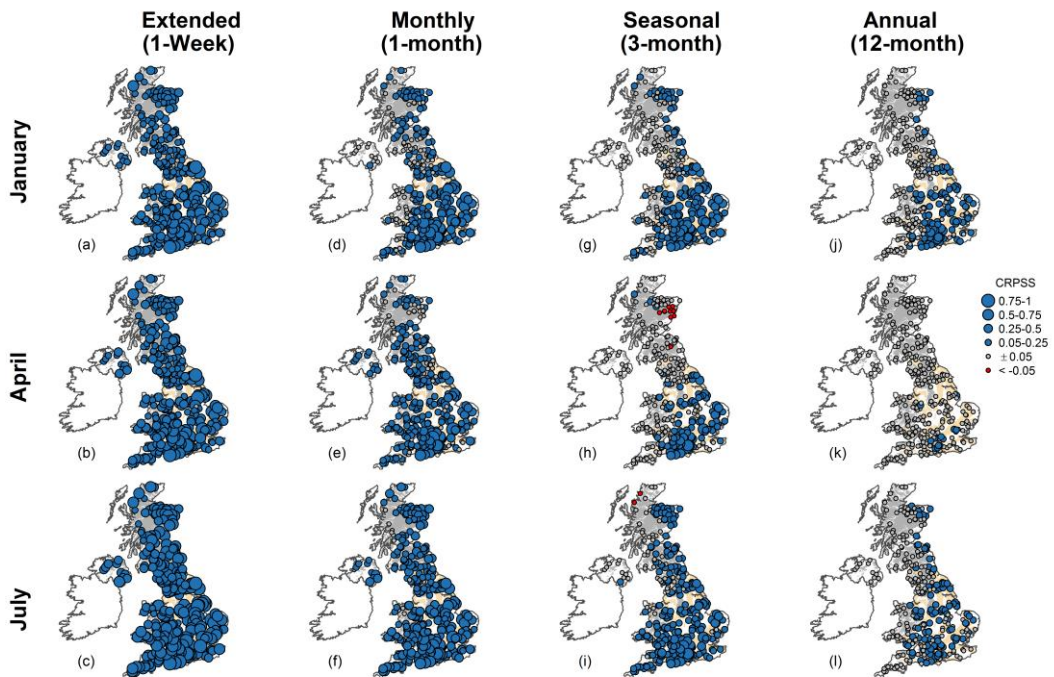 Extended
(1-Week)
Monthly
(1-month)
Seasonal
(3-month)
Annual
(12-month)
January
(a)
(d)
(g)
(j)
April
(b)
(e)
(h)
(k)
CRPSS
0.75-1
0.5-0.75
0.25-0.5
0.05-0.25
± 0.05
< -0.05
July
(c)
(f)
(i)
(l)